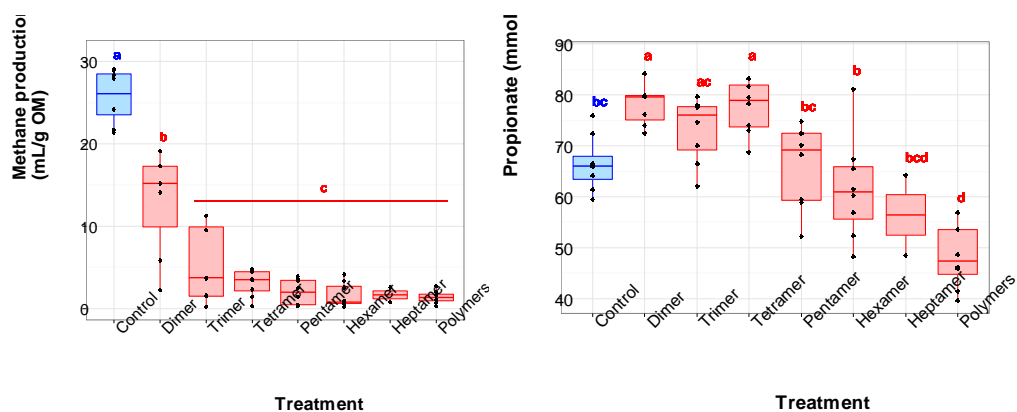 Methane production
(mL/g OM)
30
20
10
0
a
b
c
Control
Dimer
Trimer
Tetramer
Pentamer
Hexamer
Heptamer
Polymers
Treatment
Propionate (mmol
90
80
70
60
50
40
bc
a
ac
a
bc
b
bcd
d
Control
Dimer
Trimer
Tetramer
Pentamer
Hexamer
Heptamer
Polymers
Treatment